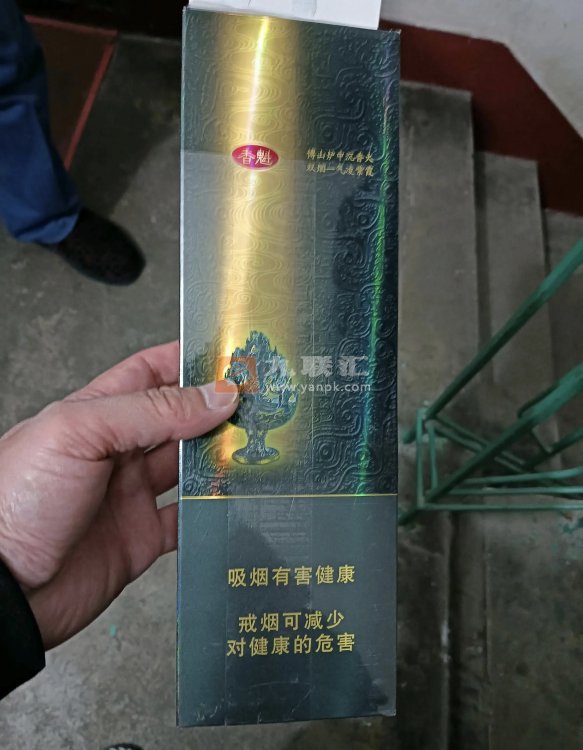 香魁
博山炉中沉香火
双烟一气凌紫霞
九联汇
www.yanpk.com
吸烟有害健康
戒烟可减少
对健康的危害